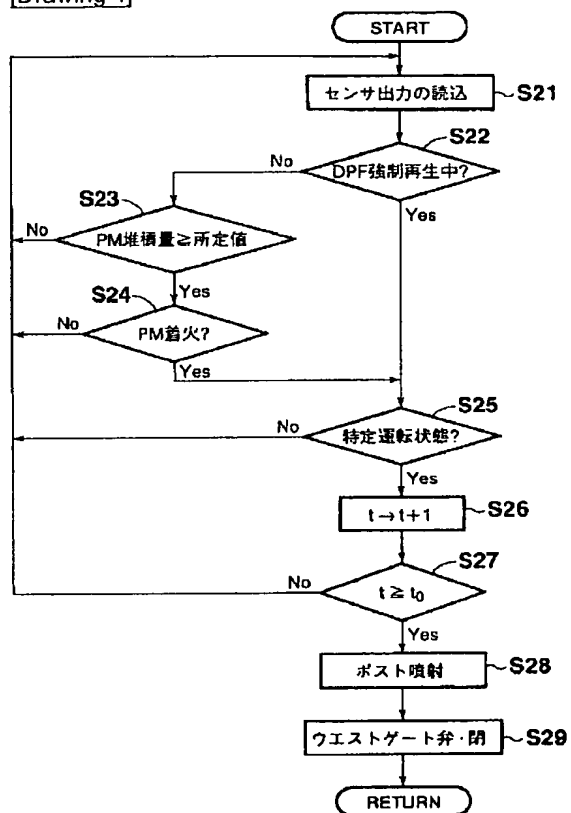 START
センサ出力の読込
S21
S22
DPF強制再生中?
No
Yes
S23
PM堆積量≧所定値
No
Yes
S24
PM着火?
No
Yes
S25
特定運転状態?
No
Yes
t→t+1
S26
S27
t≧t₀
No
Yes
ポスト噴射
S28
ウエストゲート弁・閉
S29
RETURN